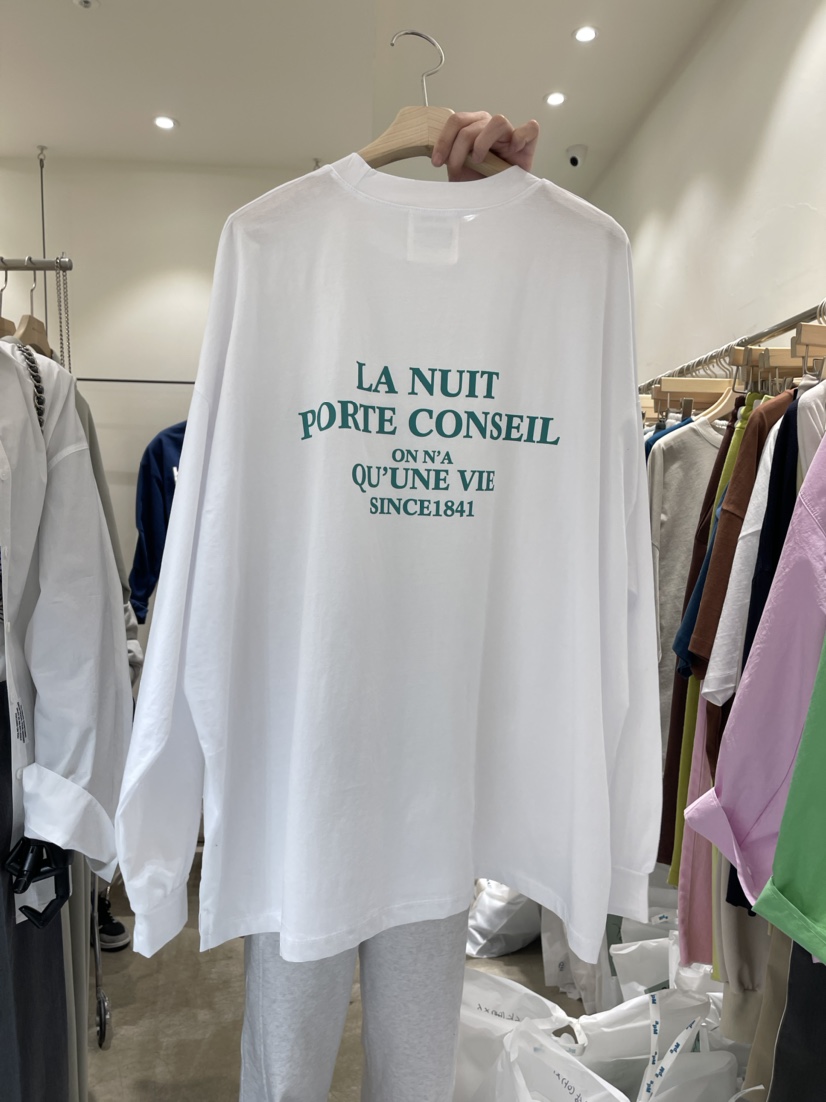 LA NUIT
PORTE CONSEIL
ON N'A
QU'UNE VIE
SINCE1841